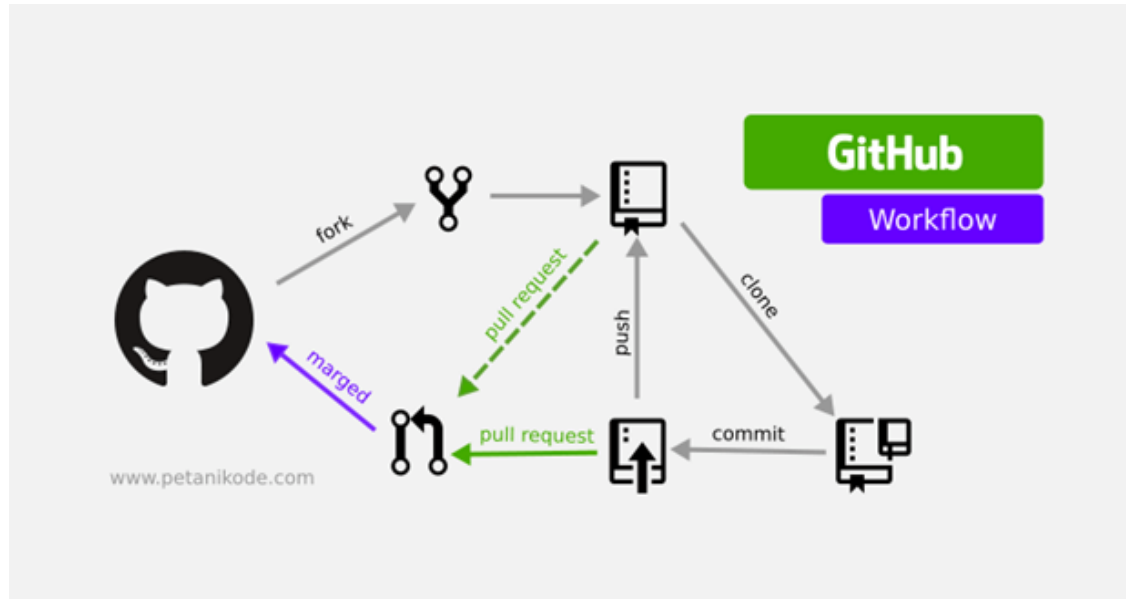 GitHub
Workflow
fork
pull request
push
clone
marged
pull request
commit
www.petanikode.com